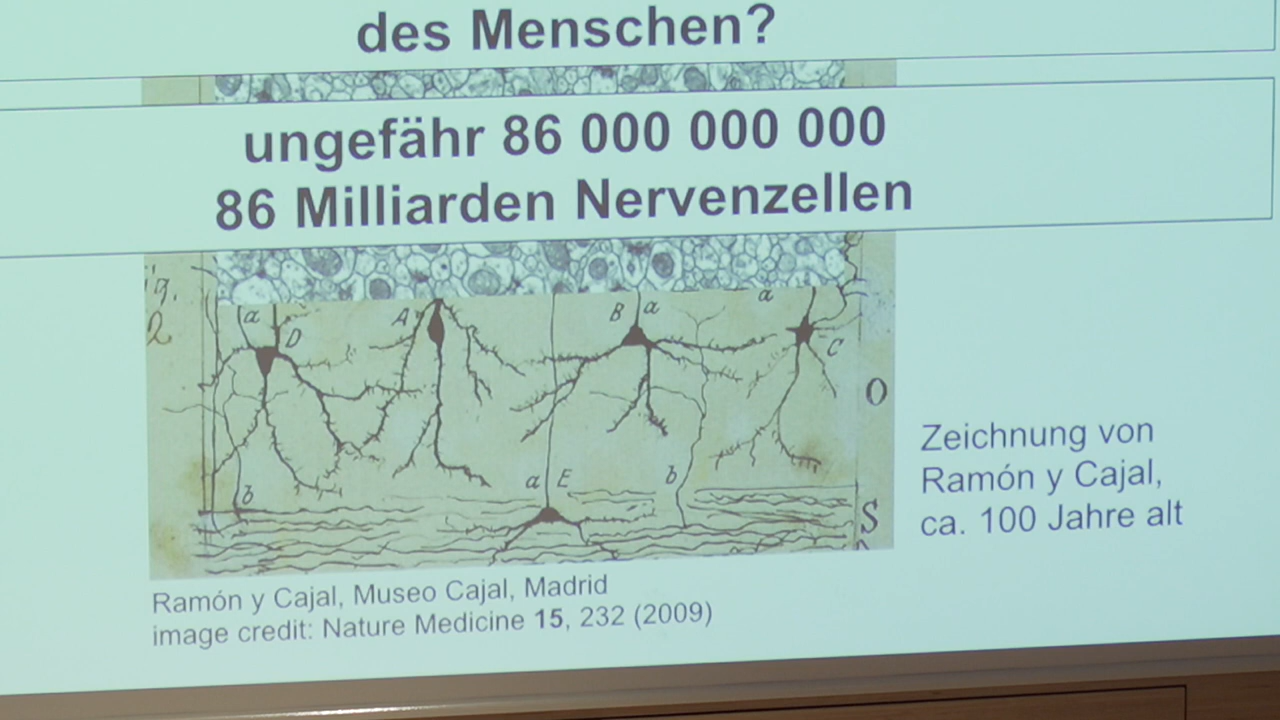 des Menschen?
ungefähr 86 000 000 000
86 Milliarden Nervenzellen
a
D
A
B
a
a
C
O
b
a
E
b
S
Zeichnung von
Ramón y Cajal,
ca. 100 Jahre alt
Ramón y Cajal, Museo Cajal, Madrid
image credit: Nature Medicine 15, 232 (2009)